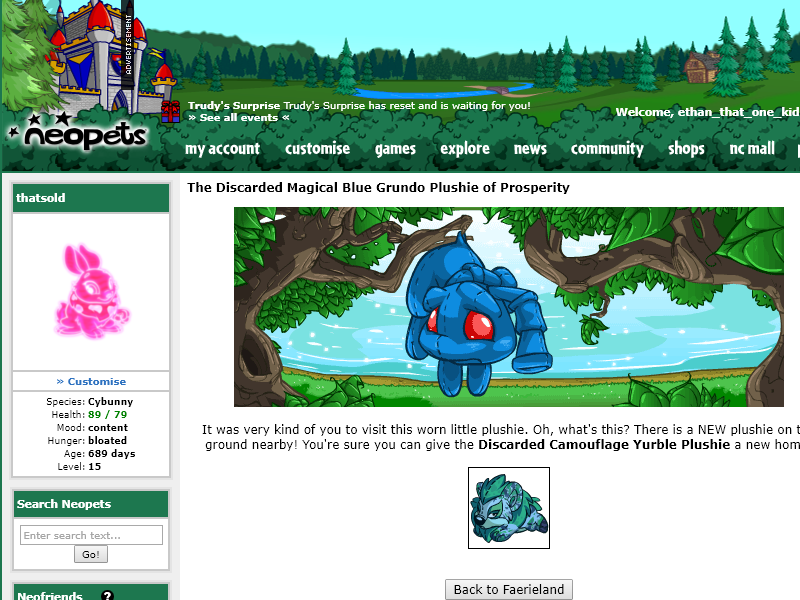 ADVERTISEMENT
Trudy's Surprise Trudy's Surprise has reset and is waiting for you!
» See all events «
Welcome, ethan_that_one_kid
neopets
my account customise games explore news community shops nc mall p
thatsold
» Customise
Species: Cybunny
Health: 89 / 79
Mood: content
Hunger: bloated
Age: 689 days
Level: 15
Search Neopets
Enter search text...
Go!
Neofriends ?
The Discarded Magical Blue Grundo Plushie of Prosperity
It was very kind of you to visit this worn little plushie. Oh, what's this? There is a NEW plushie on t
ground nearby! You're sure you can give the Discarded Camouflage Yurble Plushie a new hom
Back to Faerieland